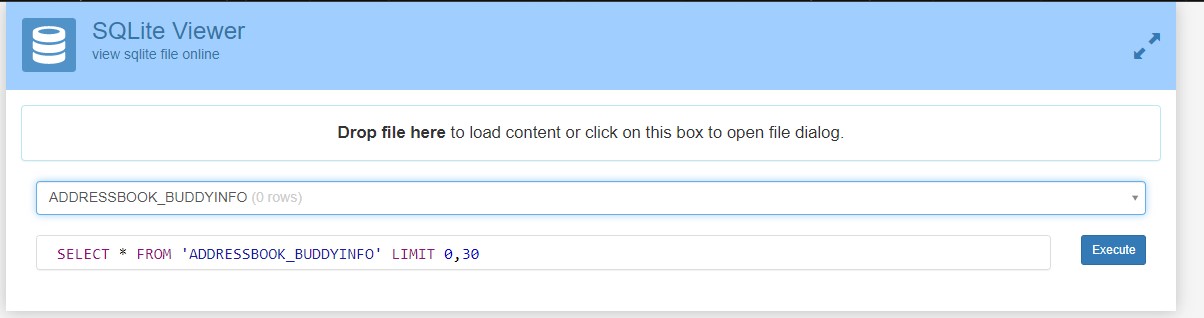 SQLite Viewer
view sqlite file online
Drop file here to load content or click on this box to open file dialog.
ADDRESSBOOK_BUDDYINFO (0 rows)
SELECT * FROM 'ADDRESSBOOK_BUDDYINFO' LIMIT 0,30
Execute